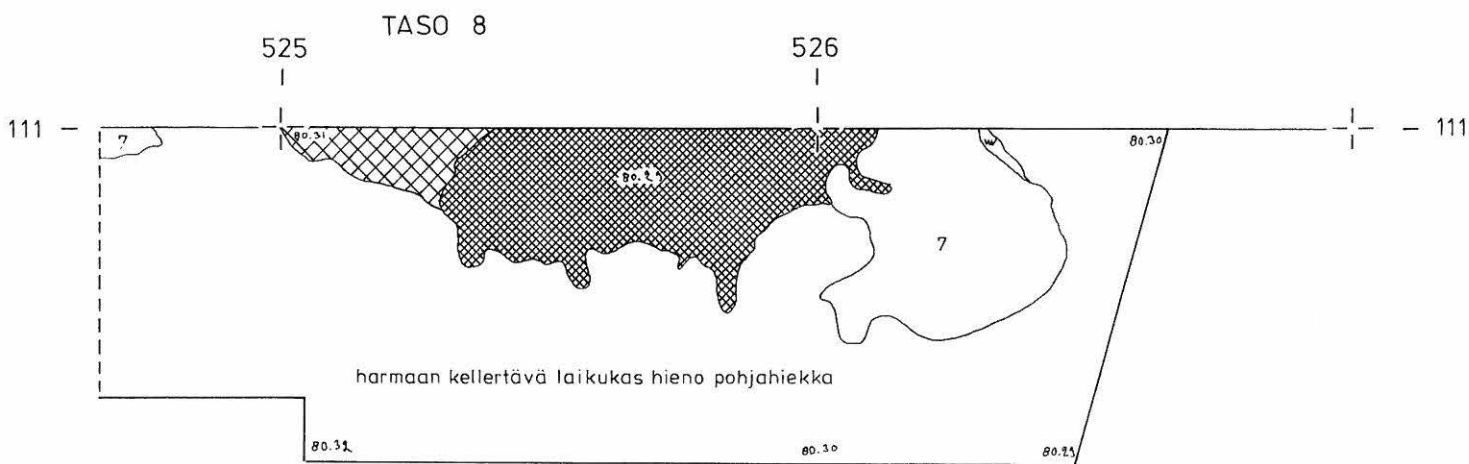 TASO 8
525 526
111 111
7 80.31 80.30
7
harmaan kellertävä laikukas hieno pohjahiekka
80.32 80.30